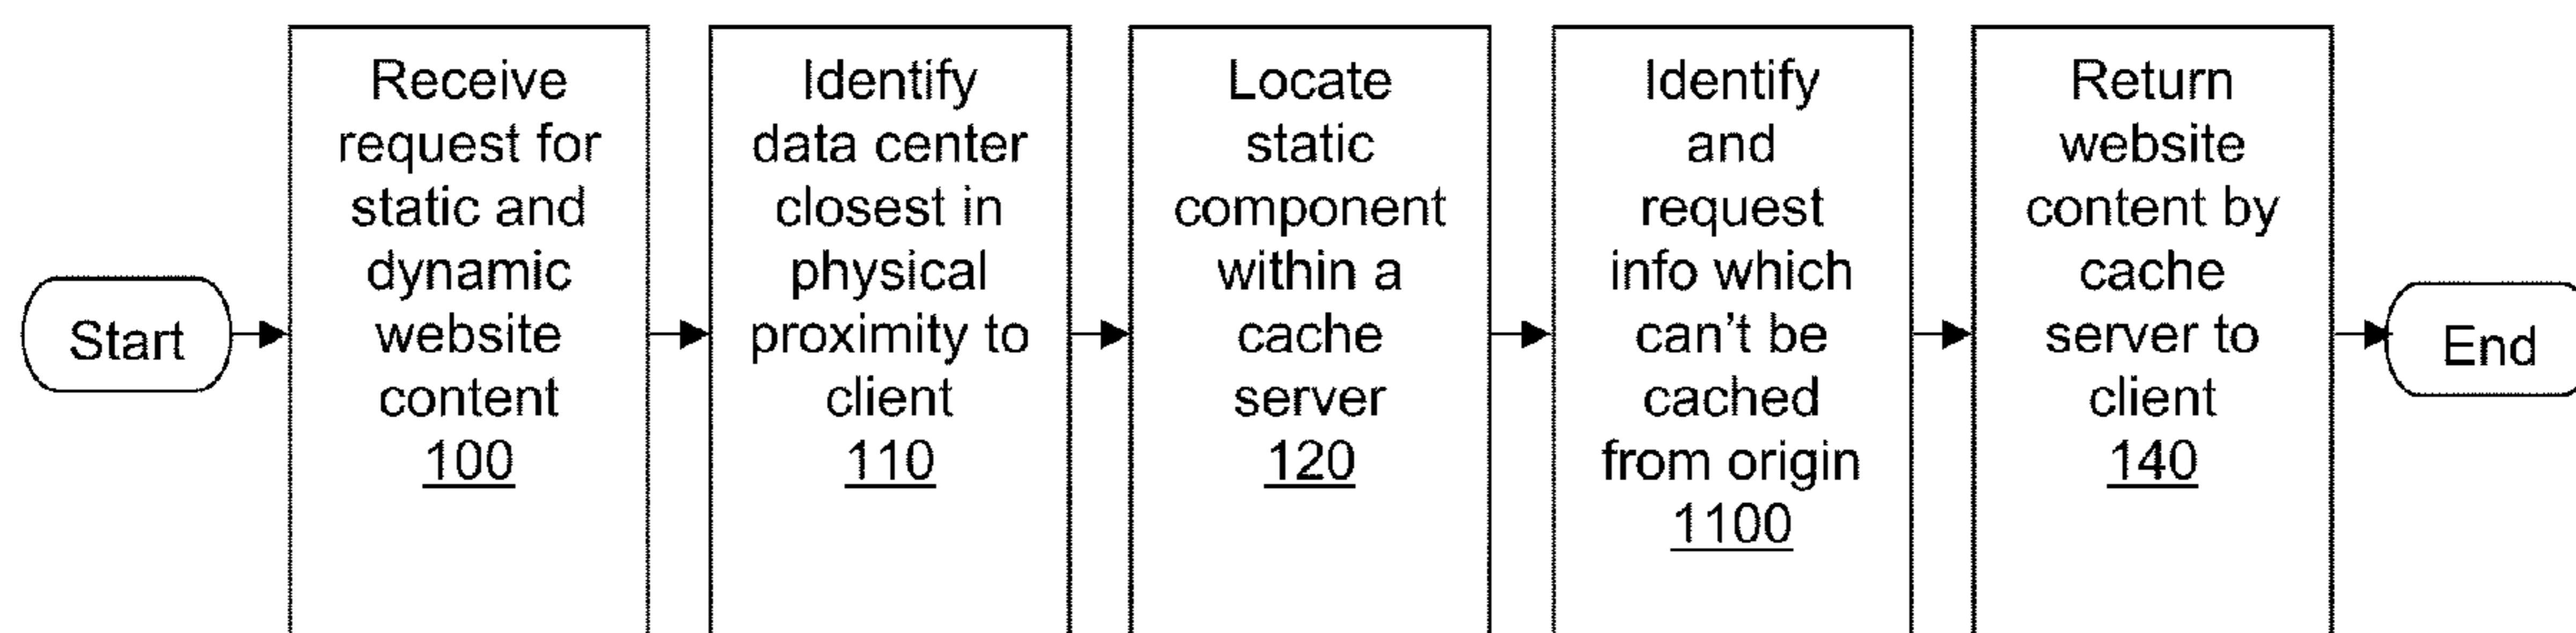 Start
Receive
request for
static and
dynamic
website
content
100
Identify
data center
closest in
physical
proximity to
client
110
Locate
static
component
within a
cache
server
120
Identify
and
request
info which
can't be
cached
from origin
1100
Return
website
content by
cache
server to
client
140
End